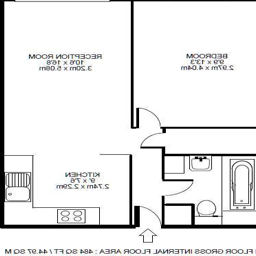 RECEPTION ROOM
10'6 x 16'8
3.20m x 5.08m
BEDROOM
9'9 x 13'3
2.97m x 4.04m
KITCHEN
9' x 7'6
2.74m x 2.29m
FLOOR GROSS INTERNAL FLOOR AREA : 484 SQ FT / 44.97 SQ M